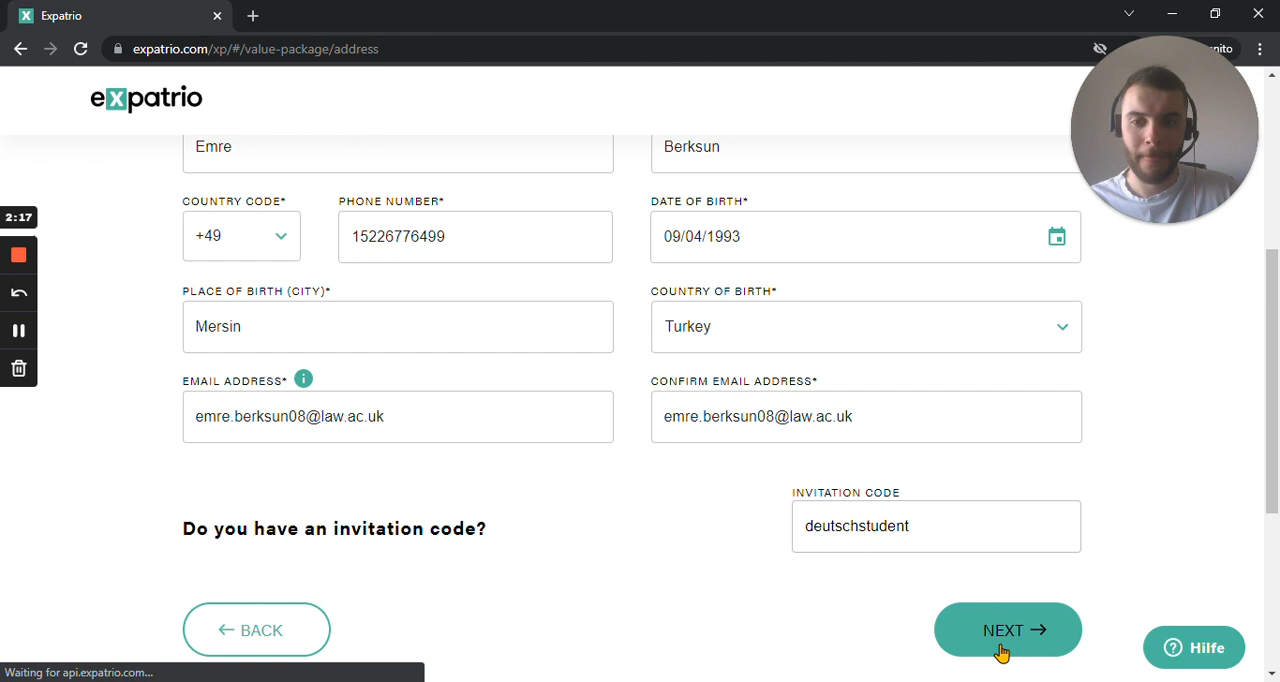 Expatrio
expatrio.com/xp/#/value-package/address
nito
expatrio
Emre
Berksun
COUNTRY CODE*
PHONE NUMBER*
DATE OF BIRTH*
+49
15226776499
09/04/1993
2:17
PLACE OF BIRTH (CITY)*
COUNTRY OF BIRTH*
Mersin
Turkey
EMAIL ADDRESS*
CONFIRM EMAIL ADDRESS*
emre.berksun08@law.ac.uk
emre.berksun08@law.ac.uk
INVITATION CODE
Do you have an invitation code?
deutschstudent
← BACK
NEXT →
Hilfe
Waiting for api.expatrio.com...